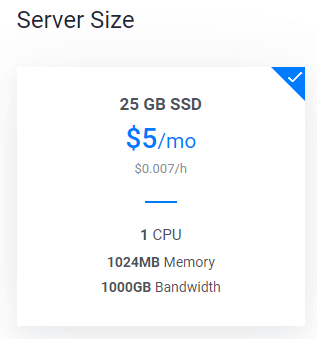 Server Size
25 GB SSD
$5/mo
$0.007/h
1 CPU
1024MB Memory
1000GB Bandwidth